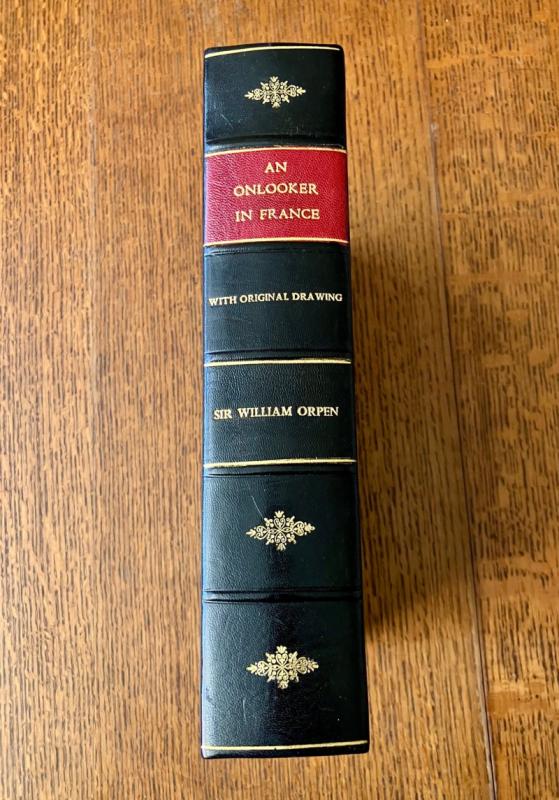 AN
ONLOOKER
IN FRANCE
WITH ORIGINAL DRAWING
SIR WILLIAM ORPEN